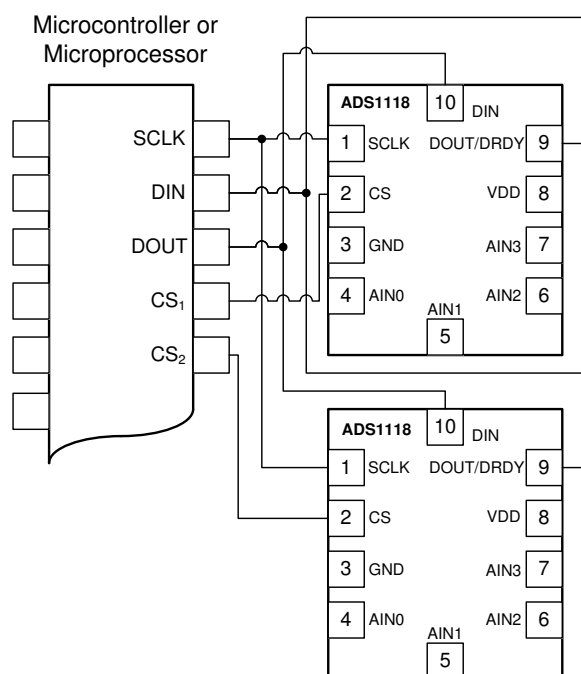 Microcontroller or
Microprocessor
SCLK
DIN
DOUT
CS₁
CS₂
ADS1118
10
DIN
1 SCLK
DOUT/DRDY 9
2 CS
VDD 8
3 GND
AIN3 7
4 AIN0
AIN2 6
AIN1
5
ADS1118
10
DIN
1 SCLK
DOUT/DRDY 9
2 CS
VDD 8
3 GND
AIN3 7
4 AIN0
AIN2 6
AIN1
5